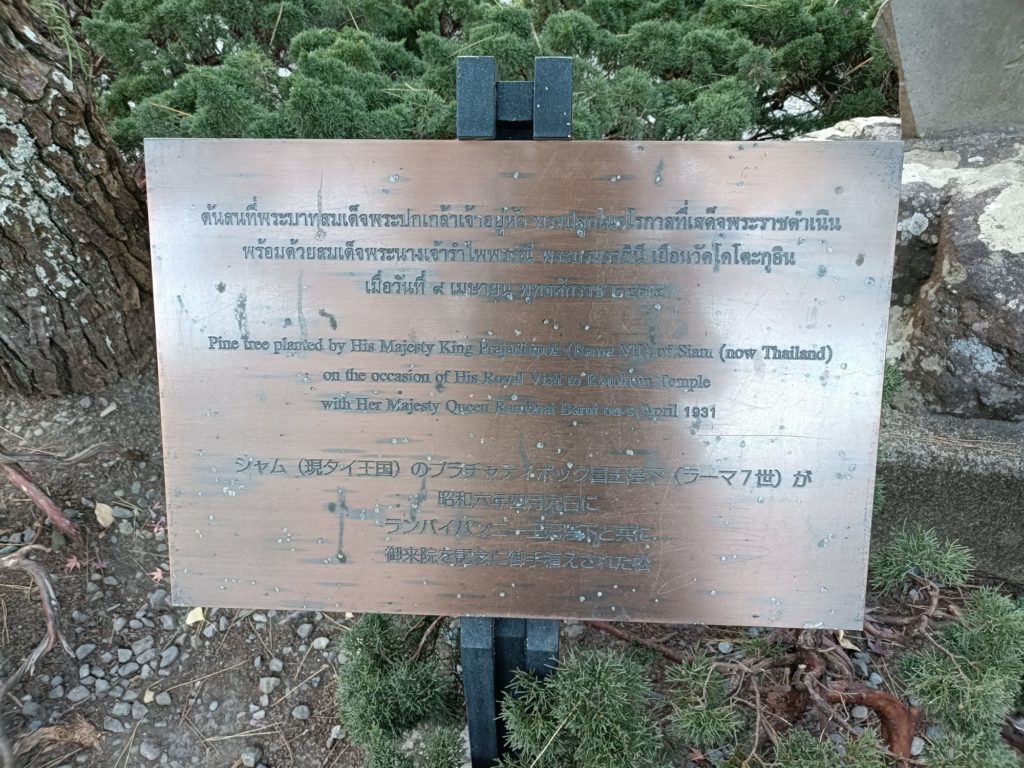 ต้นสนที่พระบาทสมเด็จพระปกเกล้าเจ้าอยู่หัว ทรงปลูกในวโรกาสที่เสด็จพระราชดำเนิน
พร้อมด้วยสมเด็จพระนางเจ้ารำไพพรรณี พระบรมราชินี เยือนวัดโคโตะกุอิน
เมื่อวันที่ ๙ เมษายน พุทธศักราช ๒๔๗๔
Pine tree planted by His Majesty King Prajadhipok (Rama VII) of Siam (now Thailand)
on the occasion of His Royal Visit to Kotokuin Temple
with Her Majesty Queen Rambhai Barni on 9 April 1931
シャム（現タイ王国）のプラチャティポック国王陛下（ラーマ7世）が
昭和六年四月九日に
ランバイバンニー王妃陛下と共に
御来院を記念に御手植えされた松